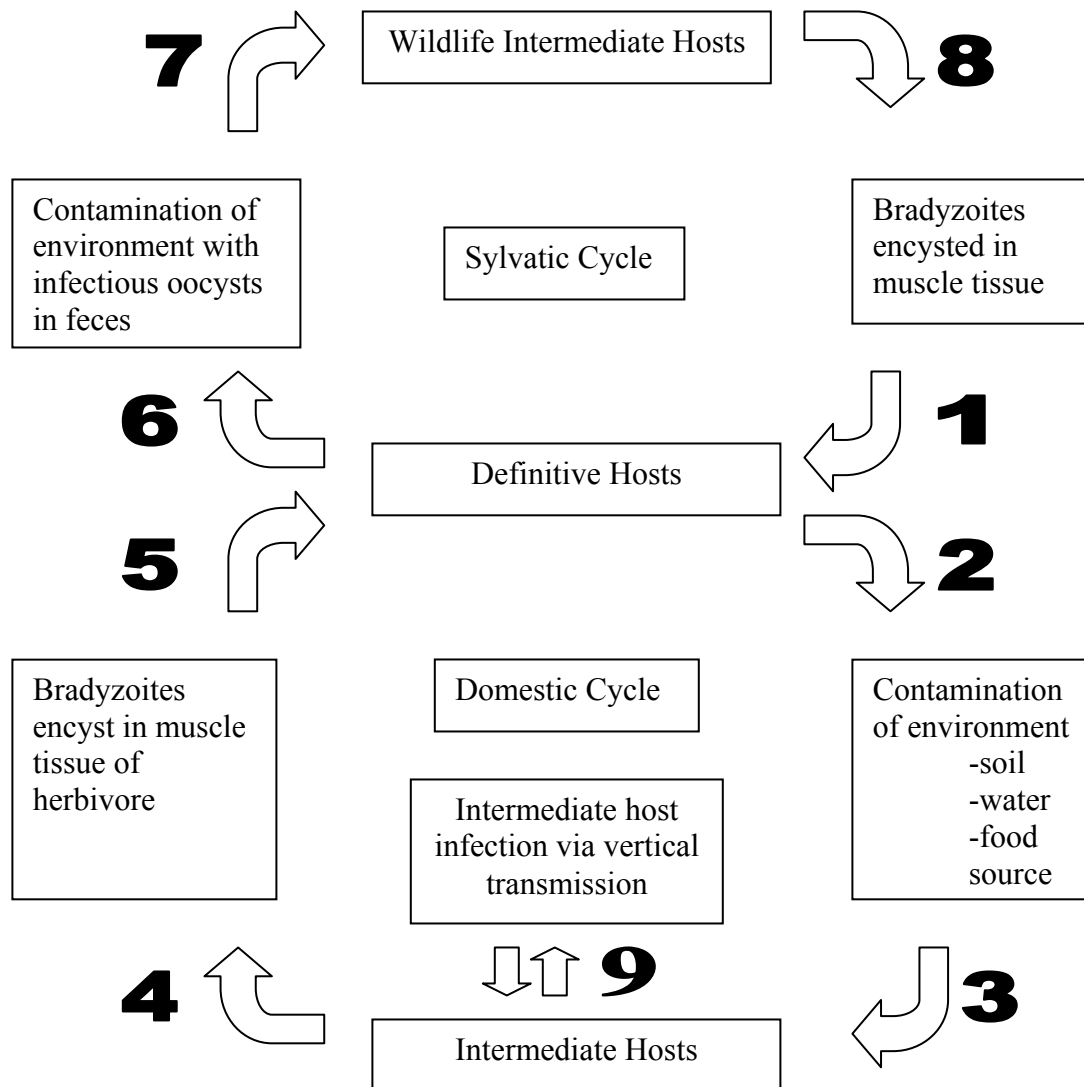 7
Wildlife Intermediate Hosts
8
Contamination of
environment with
infectious oocysts
in feces
Sylvatic Cycle
Bradyzoites
encysted in
muscle tissue
6
1
Definitive Hosts
5
2
Bradyzoites
encyst in muscle
tissue of
herbivore
Domestic Cycle
Contamination
of environment
-soil
-water
-food
source
Intermediate host
infection via vertical
transmission
4
9
3
Intermediate Hosts